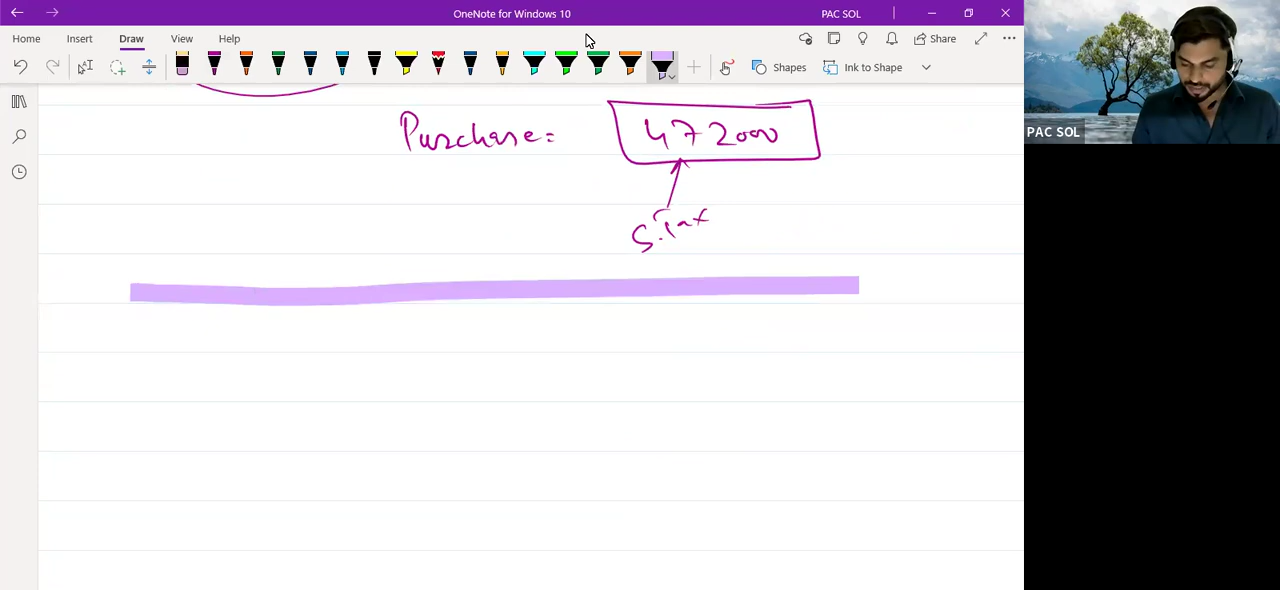 OneNote for Windows 10
PAC SOL
Home Insert Draw View Help
Share
Shapes
Ink to Shape
Purchase = 472000
S.Tax
PAC SOL